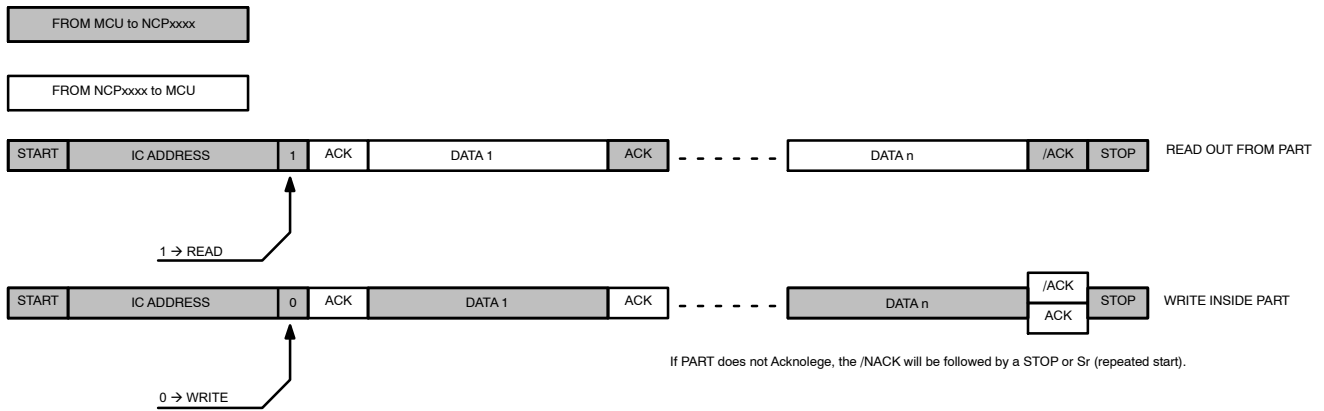 FROM MCU to NCPxxxx
FROM NCPxxxx to MCU
START IC ADDRESS 1 ACK DATA 1 ACK DATA n /ACK STOP READ OUT FROM PART
1 → READ
START IC ADDRESS 0 ACK DATA 1 ACK DATA n /ACK ACK STOP WRITE INSIDE PART
If PART does not Acknolege, the /NACK will be followed by a STOP or Sr (repeated start).
0 → WRITE